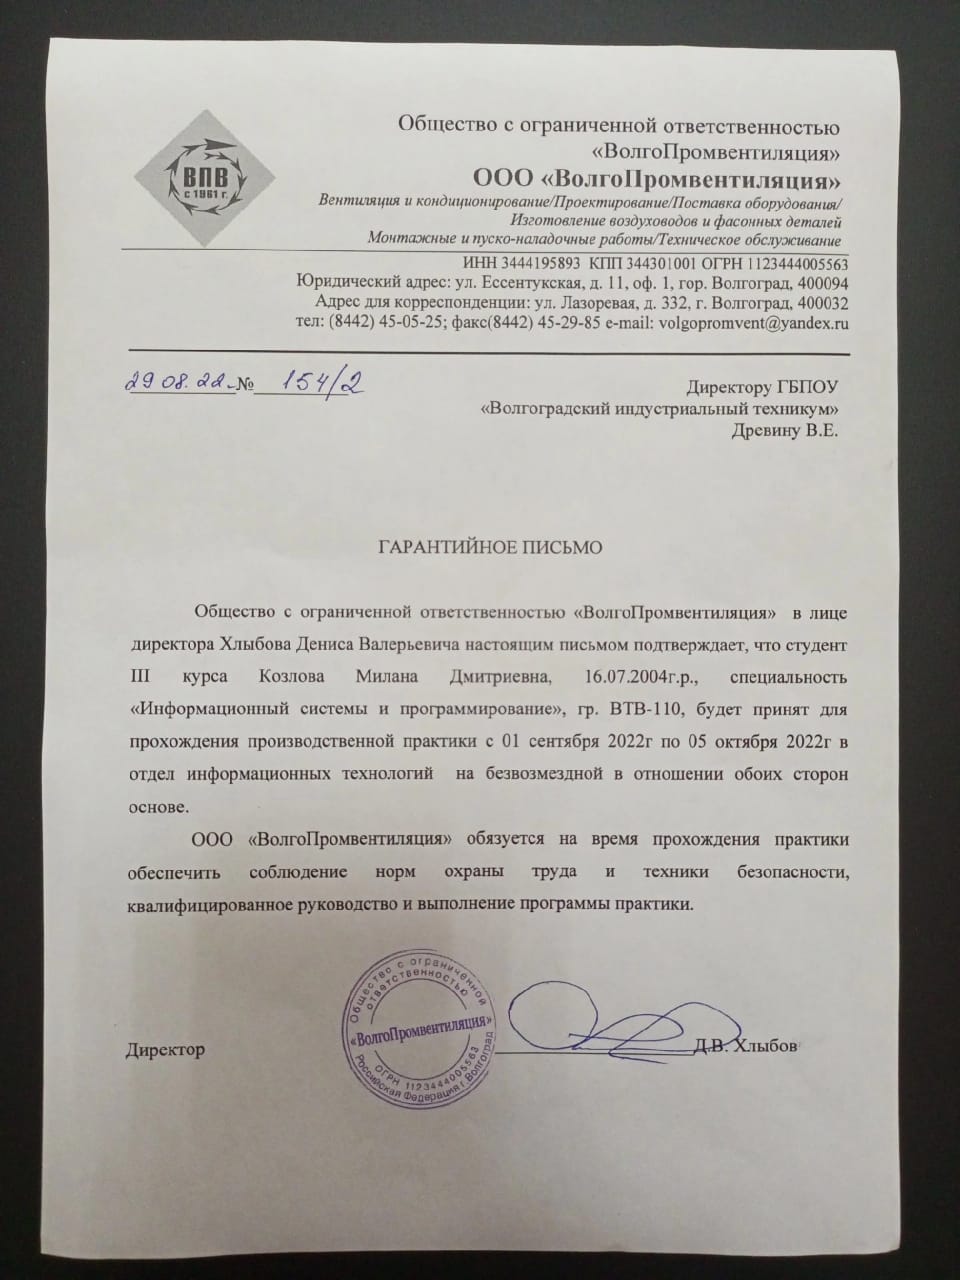 ВПВ
с 1961 г.
Общество с ограниченной ответственностью
«ВолгоПромвентиляция»
ООО «ВолгоПромвентиляция»
Вентиляция и кондиционирование/Проектирование/Поставка оборудования/
Изготовление воздуховодов и фасонных деталей
Монтажные и пуско-наладочные работы/Техническое обслуживание
ИНН 3444195893 КПП 344301001 ОГРН 1123444005563
Юридический адрес: ул. Ессентукская, д. 11, оф. 1, гор. Волгоград, 400094
Адрес для корреспонденции: ул. Лазоревая, д. 332, г. Волгоград, 400032
тел: (8442) 45-05-25; факс(8442) 45-29-85 e-mail: volgopromvent@yandex.ru
29 08. 22 № 154/2
Директору ГБПОУ
«Волгоградский индустриальный техникум»
Древину В.Е.
ГАРАНТИЙНОЕ ПИСЬМО
Общество с ограниченной ответственностью «ВолгоПромвентиляция» в лице
директора Хлыбова Дениса Валерьевича настоящим письмом подтверждает, что студент
III курса Козлова Милана Дмитриевна, 16.07.2004г.р., специальность
«Информационный системы и программирование», гр. ВТВ-110, будет принят для
прохождения производственной практики с 01 сентября 2022г по 05 октября 2022г в
отдел информационных технологий на безвозмездной в отношении обоих сторон
основе.
ООО «ВолгоПромвентиляция» обязуется на время прохождения практики
обеспечить соблюдение норм охраны труда и техники безопасности,
квалифицированное руководство и выполнение программы практики.
Общество с ограниченной
ответственностью
«ВолгоПромвентиляция»
ОГРН 1123444005563
Российская Федерация г. Волгоград
Директор Д.В. Хлыбов